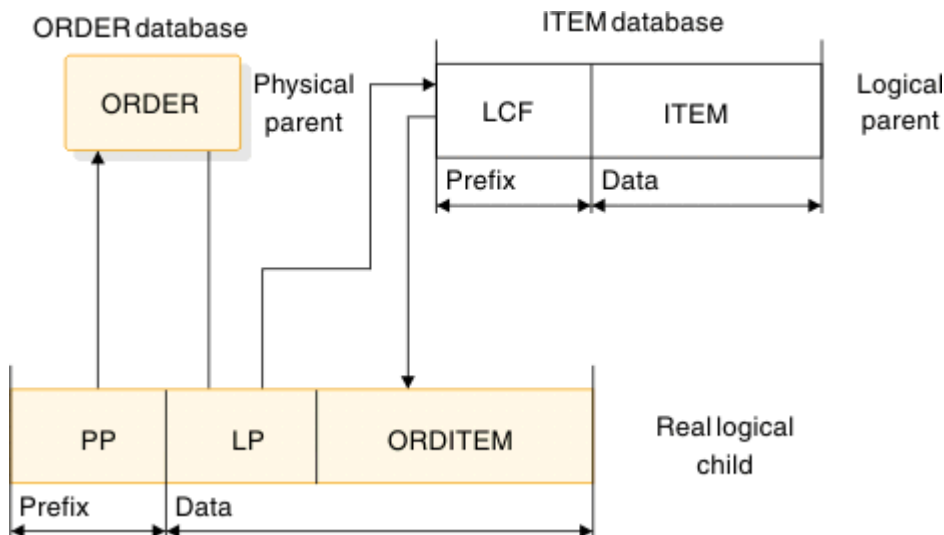 ORDER database
ITEM database
ORDER
Physical
parent
LCF
ITEM
Logical
parent
Prefix
Data
PP
LP
ORDITEM
Real logical
child
Prefix
Data